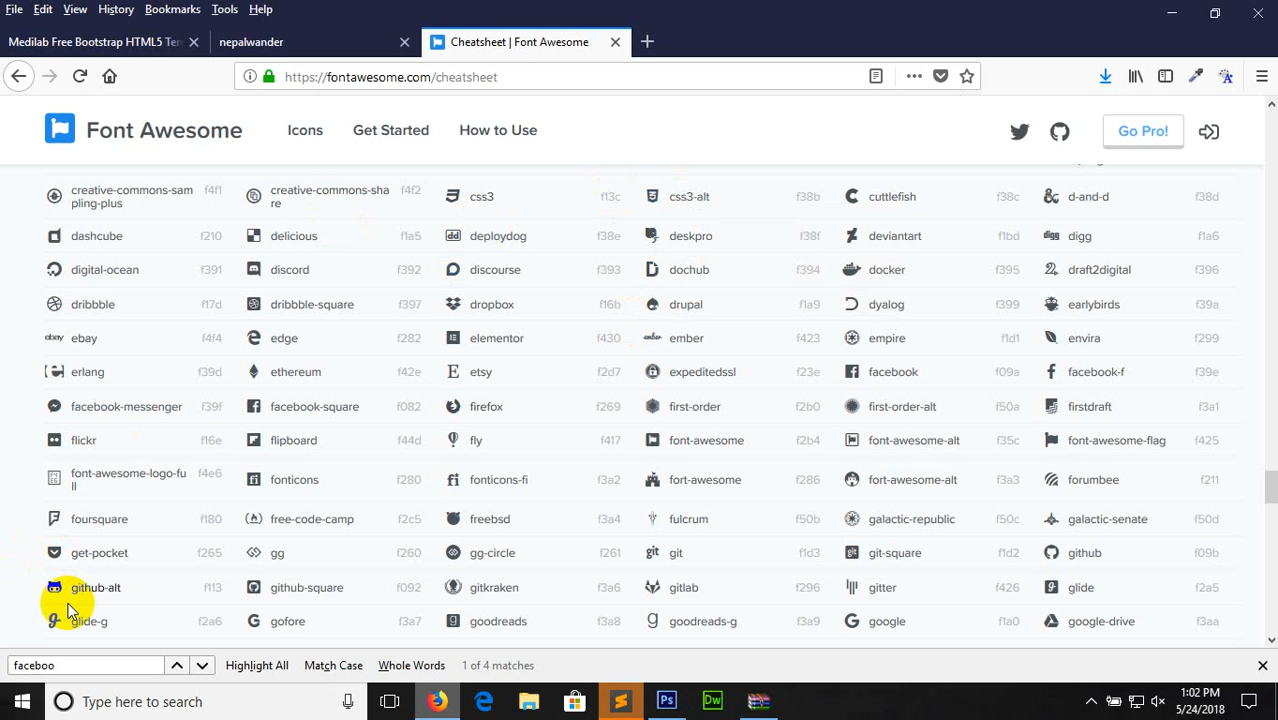 File Edit View History Bookmarks Tools Help
Medilab Free Bootstrap HTML5 Ter nepalwander Cheatsheet | Font Awesome
https://fontawesome.com/cheatsheet
Font Awesome Icons Get Started How to Use Go Pro!
creative-commons-sam f4f1 creative-commons-sha f4f2 css3 f13c css3-alt f38b cuttlefish f38c d-and-d f38d
pling-plus re
dashcube f210 delicious f1a5 deploydog f38e deskpro f38f deviantart f1bd digg f1a6
digital-ocean f391 discord f392 discourse f393 dochub f394 docker f395 draft2digital f396
dribbble f17d dribbble-square f397 dropbox f16b drupal f1a9 dyalog f399 earlybirds f39a
ebay f4f4 edge f282 elementor f430 ember f423 empire f1d1 envira f299
erlang f39d ethereum f42e etsy f2d7 expeditedssl f23e facebook f09a facebook-f f39e
facebook-messenger f39f facebook-square f082 firefox f269 first-order f2b0 first-order-alt f50a firstdraft f3a1
flickr f16e flipboard f44d fly f417 font-awesome f2b4 font-awesome-alt f35c font-awesome-flag f425
font-awesome-logo-fu f4e6 fonticons f280 fonticons-fi f3a2 fort-awesome f286 fort-awesome-alt f3a3 forumbee f211
ll
foursquare f180 free-code-camp f2c5 freebsd f3a4 fulcrum f50b galactic-republic f50c galactic-senate f50d
get-pocket f265 gg f260 gg-circle f261 git f1d3 git-square f1d2 github f09b
github-alt f113 github-square f092 gitkraken f3a6 gitlab f296 gitter f426 glide f2a5
glide-g f2a6 gofore f3a7 goodreads f3a8 goodreads-g f3a9 google f1a0 google-drive f3aa
faceboo Highlight All Match Case Whole Words 1 of 4 matches
Type here to search 1:02 PM
5/24/2018